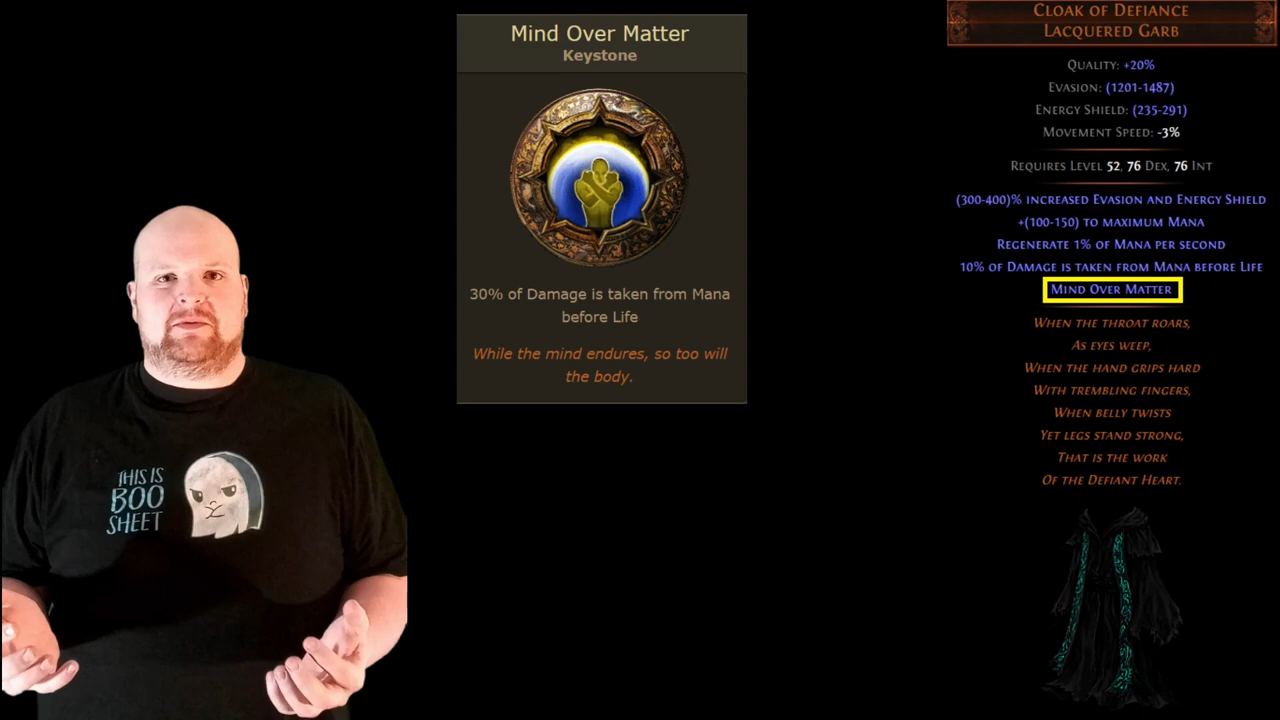 Mind Over Matter
Keystone
30% of Damage is taken from Mana
before Life
While the mind endures, so too will
the body.
Cloak of Defiance
Lacquered Garb
Quality: +20%
Evasion: (1201-1487)
Energy Shield: (235-291)
Movement Speed: -3%
Requires Level 52, 76 Dex, 76 Int
(300-400)% increased Evasion and Energy Shield
+(100-150) to maximum Mana
Regenerate 1% of Mana per second
10% of Damage is taken from Mana before Life
Mind Over Matter
When the throat roars,
As eyes weep,
When the hand grips hard
With trembling fingers,
When belly twists
Yet legs stand strong,
That is the work
Of the Defiant Heart.
THIS IS
BOO
SHEET